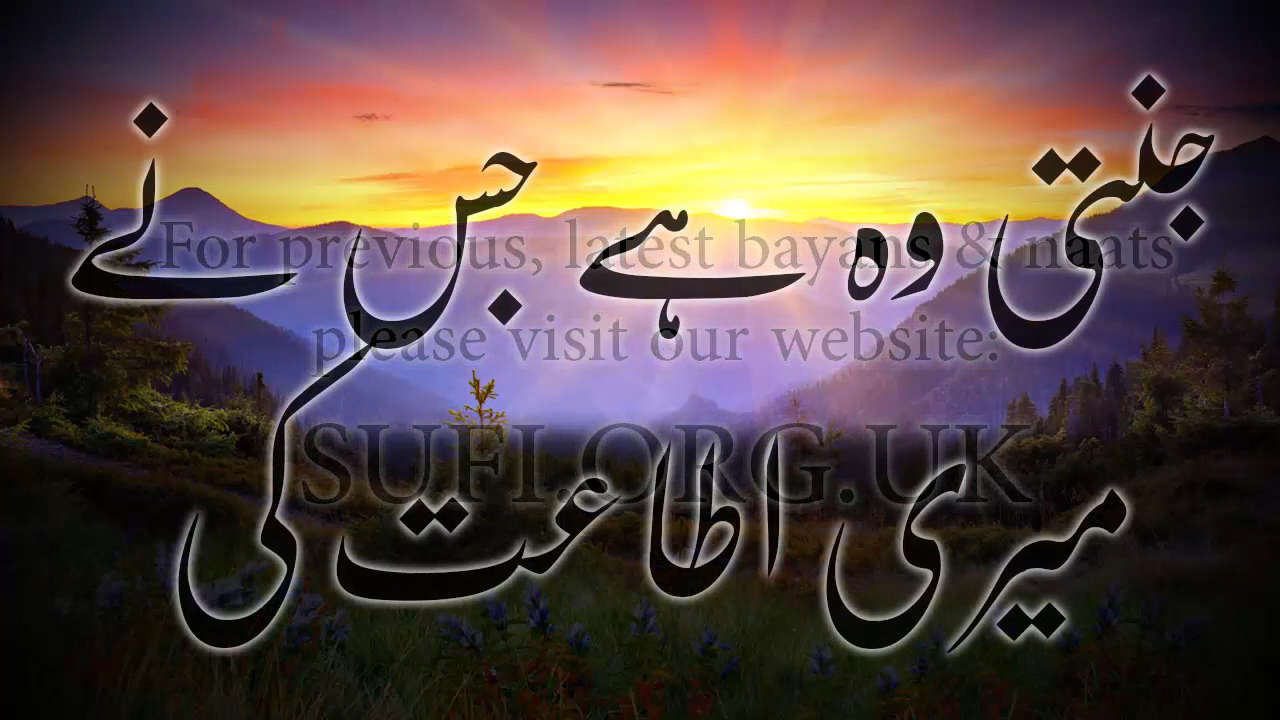 جنتی وہ ہے جس نے
For previous, latest bayans & naats
please visit our website:
SUFI.ORG.UK
میری اطاعت کی